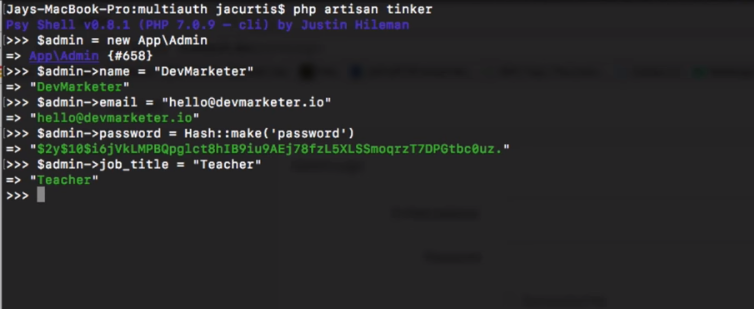 Jays-MacBook-Pro:multiauth jacurtis$ php artisan tinker
Psy Shell v0.8.1 (PHP 7.0.9 — cli) by Justin Hileman
>>> $admin = new App\Admin
=> App\Admin {#658}
>>> $admin->name = "DevMarketer"
=> "DevMarketer"
>>> $admin->email = "hello@devmarketer.io"
=> "hello@devmarketer.io"
>>> $admin->password = Hash::make('password')
=> "$2y$10$i6jVkLMPBQpglct8hIB9iu9AEj78fzL5XLSSmoqrzT7DPGtbc0uz."
>>> $admin->job_title = "Teacher"
=> "Teacher"
>>>